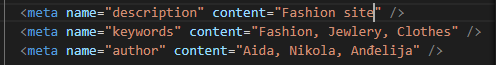 <meta name="description" content="Fashion site" />
<meta name="keywords" content="Fashion, Jewlery, Clothes" />
<meta name="author" content="Aida, Nikola, Anđelija" />